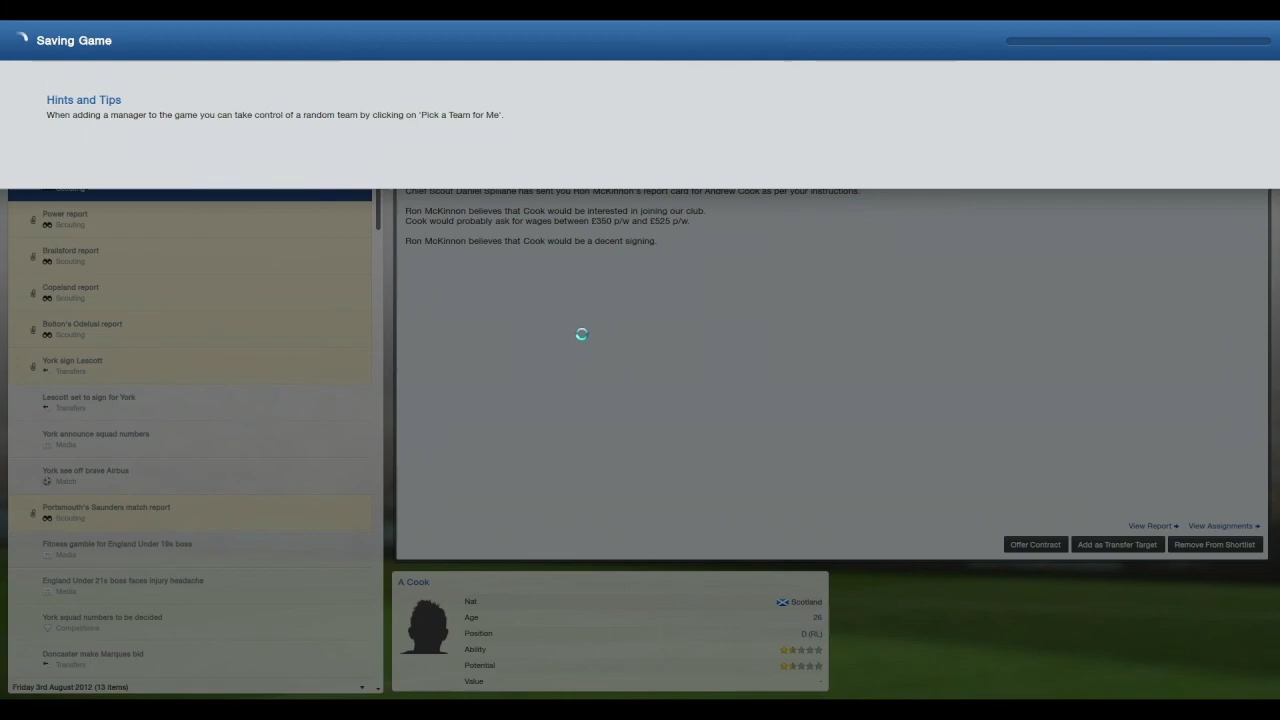 Saving Game
Hints and Tips
When adding a manager to the game you can take control of a random team by clicking on 'Pick a Team for Me'.
Scouting
Power report
Scouting
Brailsford report
Scouting
Copeland report
Scouting
Bolton's Odelusi report
Scouting
York sign Lescott
Transfers
Lescott set to sign for York
Transfers
York announce squad numbers
Media
York see off brave Airbus
Match
Portsmouth's Saunders match report
Scouting
Fitness gamble for England Under 19s boss
Media
England Under 21s boss faces injury headache
Media
York squad numbers to be decided
Competitions
Doncaster make Marques bid
Transfers
Friday 3rd August 2012 (13 items)
Chief Scout Daniel Spillane has sent you Ron McKinnon's report card for Andrew Cook as per your instructions.
Ron McKinnon believes that Cook would be interested in joining our club.
Cook would probably ask for wages between £350 p/w and £525 p/w.
Ron McKinnon believes that Cook would be a decent signing.
View Report View Assignments
Offer Contract Add as Transfer Target Remove From Shortlist
A Cook
Nat Scotland
Age 26
Position D (RL)
Ability
Potential
Value -